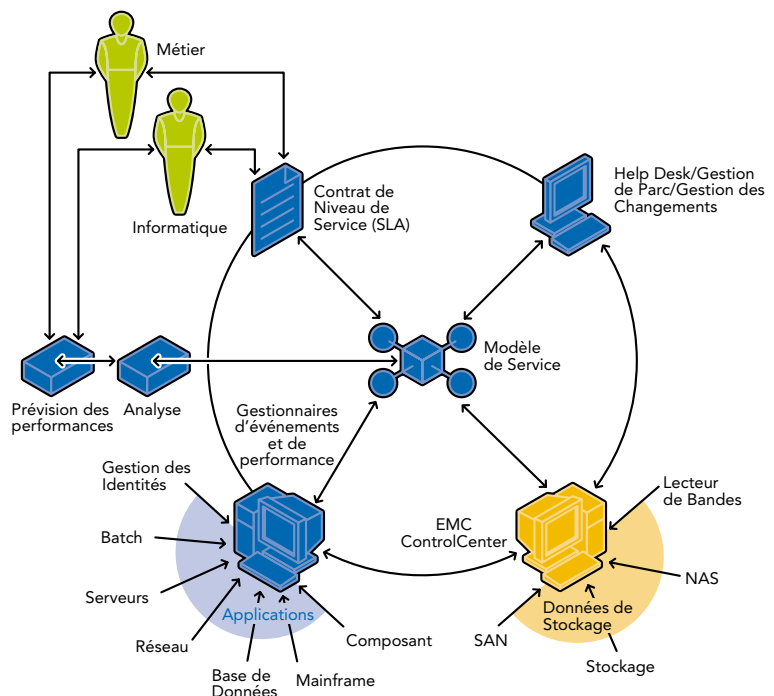 Métier
Informatique
Contrat de
Niveau de
Service (SLA)
Help Desk/Gestion
de Parc/Gestion des
Changements
Modèle
de Service
Prévision des
performances
Analyse
Gestionnaires
d'événements
et de
performance
Gestion des
Identités
Batch
Serveurs
Réseau
Applications
Base de
Données
Mainframe
Composant
EMC
ControlCenter
Lecteur
de Bandes
NAS
Données de
Stockage
SAN
Stockage